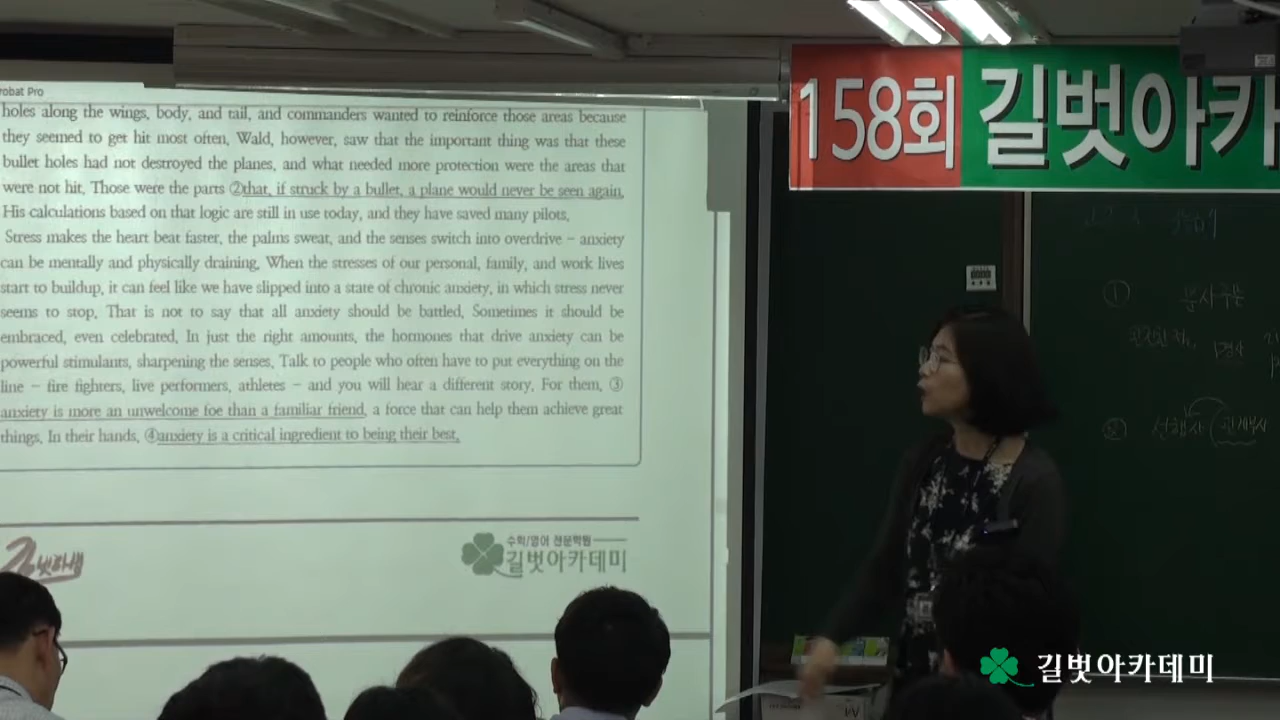 robat Pro
holes along the wings, body, and tail, and commanders wanted to reinforce those areas because
they seemed to get hit most often, Wald, however, saw that the important thing was that these
bullet holes had not destroyed the planes, and what needed more protection were the areas that
were not hit, Those were the parts ②that, if struck by a bullet, a plane would never be seen again,
His calculations based on that logic are still in use today, and they have saved many pilots,
Stress makes the heart beat faster, the palms sweat, and the senses switch into overdrive – anxiety
can be mentally and physically draining, When the stresses of our personal, family, and work lives
start to buildup, it can feel like we have slipped into a state of chronic anxiety, in which stress never
seems to stop, That is not to say that all anxiety should be battled, Sometimes it should be
embraced, even celebrated, In just the right amounts, the hormones that drive anxiety can be
powerful stimulants, sharpening the senses, Talk to people who often have to put everything on the
line – fire fighters, live performers, athletes – and you will hear a different story, For them, ③
anxiety is more an unwelcome foe than a familiar friend, a force that can help them achieve great
things, In their hands, ④anxiety is a critical ingredient to being their best,
수학/영어 전문학원
길벗아카데미
158회 길벗아카
① 분사구문
②
길벗아카데미